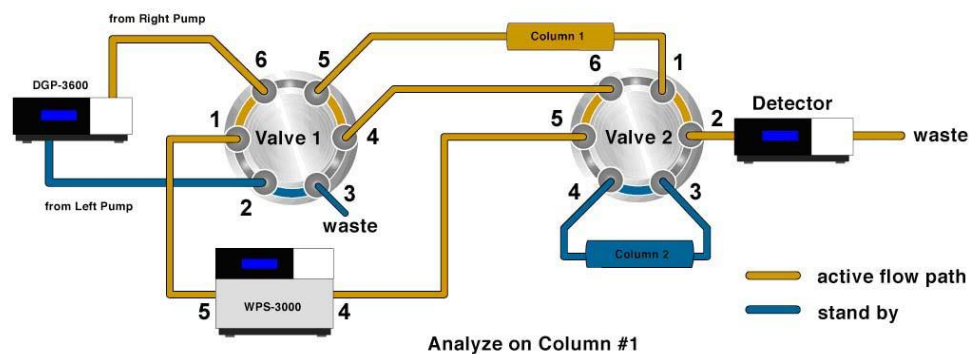 from Right Pump
DGP-3600
6
5
Column 1
1
6
1
Valve 1
4
5
Valve 2
2
Detector
waste
2
3
4
3
from Left Pump
waste
Column 2
active flow path
5
WPS-3000
4
stand by
Analyze on Column #1